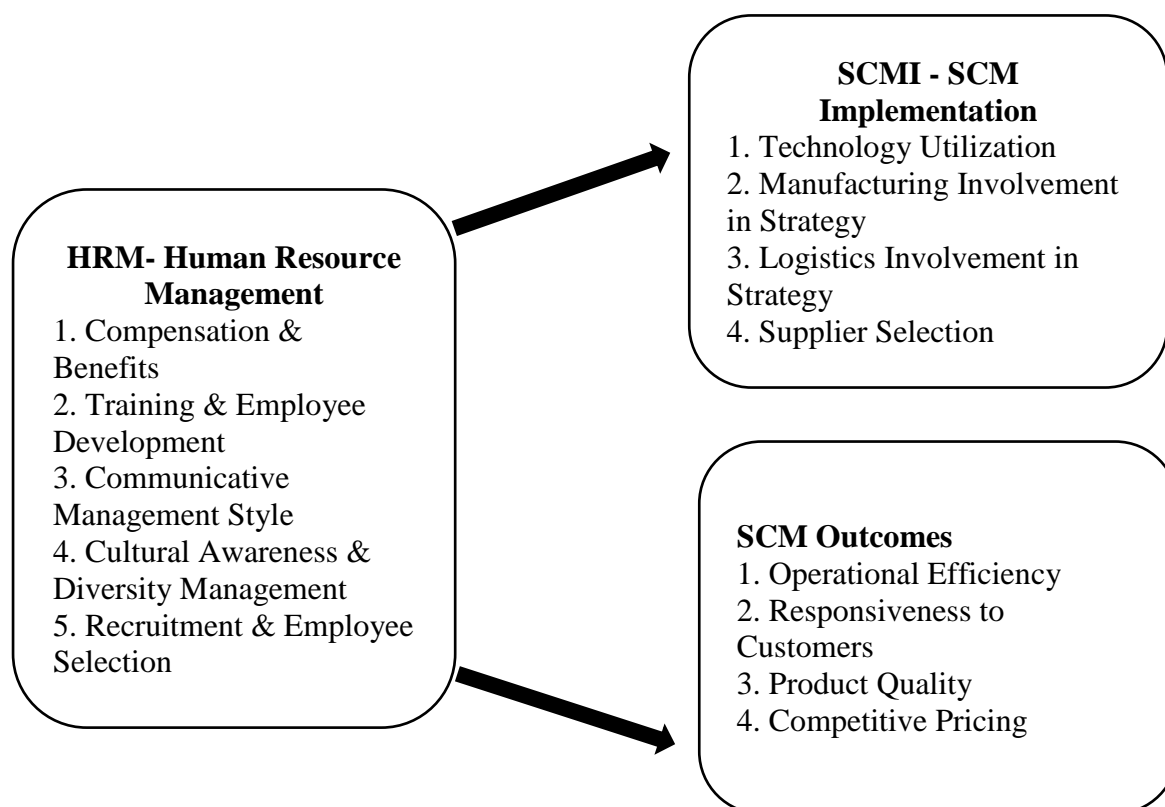 SCMI - SCM
Implementation
1. Technology Utilization
2. Manufacturing Involvement
in Strategy
3. Logistics Involvement in
Strategy
4. Supplier Selection
HRM- Human Resource
Management
1. Compensation &
Benefits
2. Training & Employee
Development
3. Communicative
Management Style
4. Cultural Awareness &
Diversity Management
5. Recruitment & Employee
Selection
SCM Outcomes
1. Operational Efficiency
2. Responsiveness to
Customers
3. Product Quality
4. Competitive Pricing